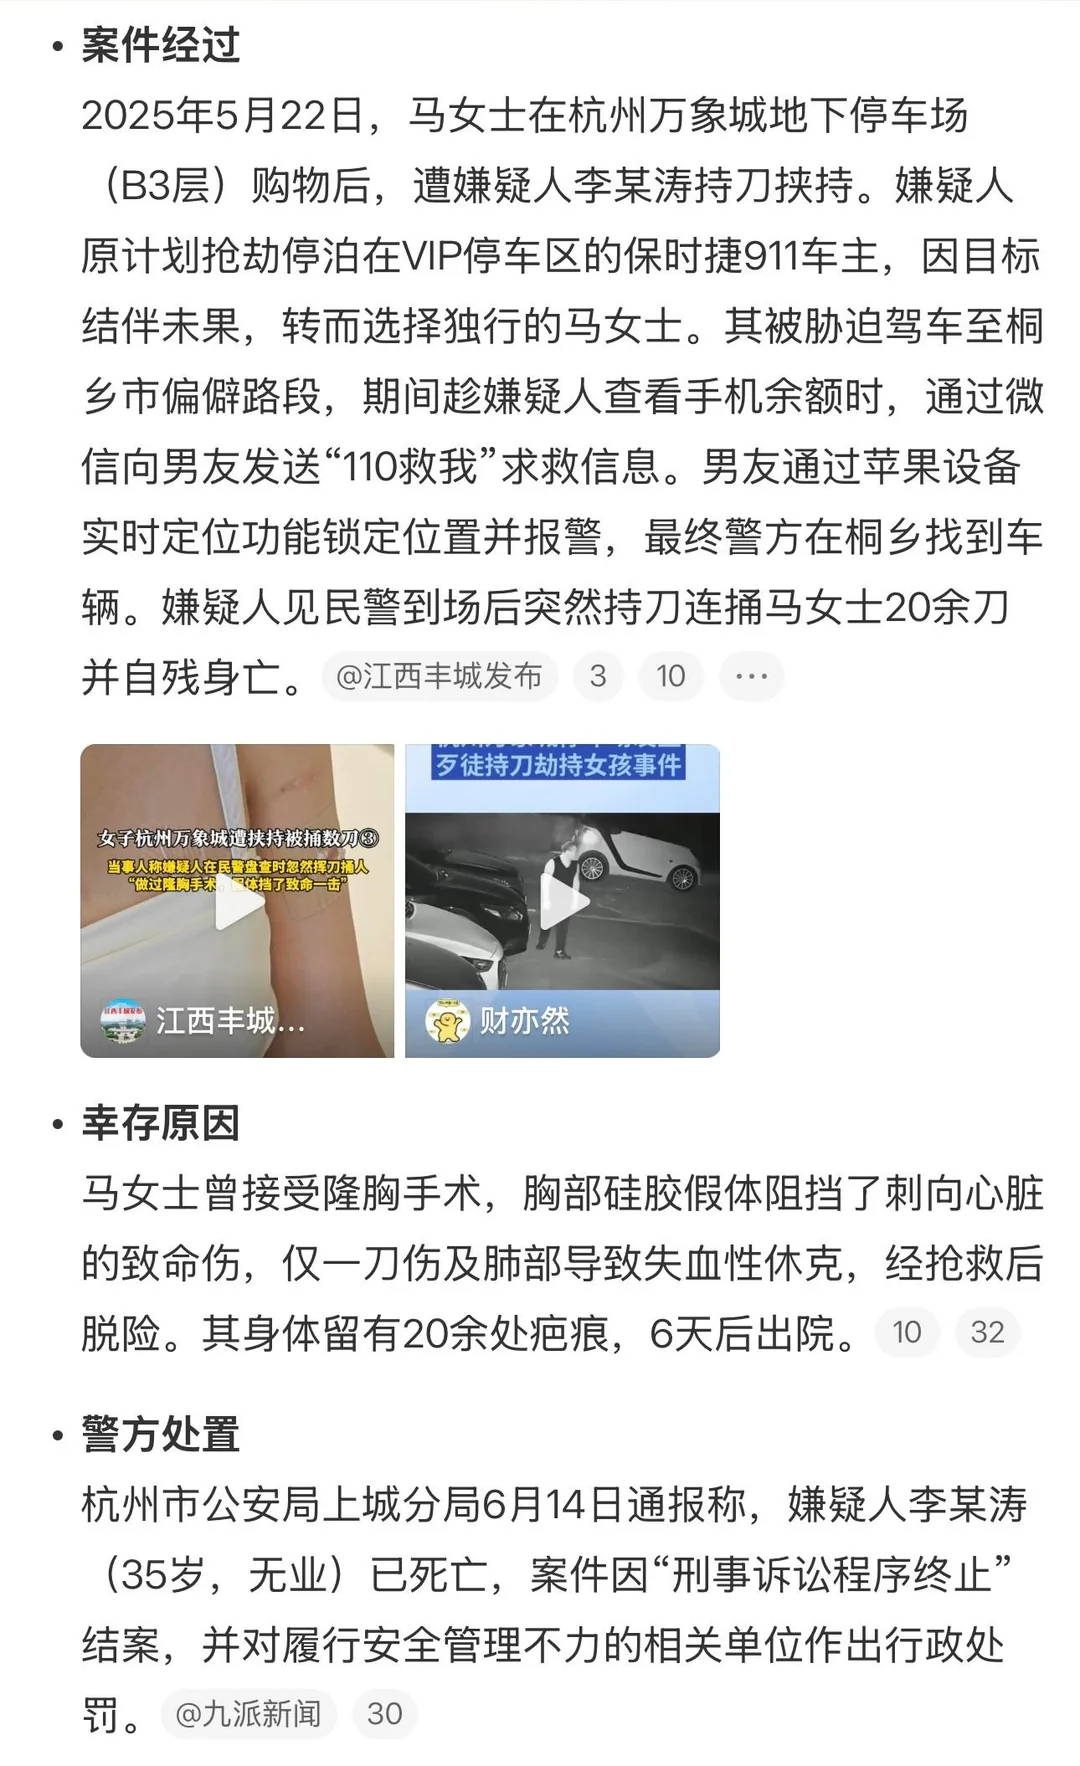 • 案件经过
2025年5月22日，马女士在杭州万象城地下停车场
（B3层）购物后，遭嫌疑人李某涛持刀挟持。嫌疑人
原计划抢劫停泊在VIP停车区的保时捷911车主，因目标
结伴未果，转而选择独行的马女士。其被胁迫驾车至桐
乡市偏僻路段，期间趁嫌疑人查看手机余额时，通过微
信向男友发送“110救我”求救信息。男友通过苹果设备
实时定位功能锁定位置并报警，最终警方在桐乡找到车
辆。嫌疑人见民警到场后突然持刀连捅马女士20余刀
并自残身亡。 @江西丰城发布 3 10 ···
女子杭州万象城遭挟持被捅数刀③
当事人称嫌疑人在民警盘查时忽然挥刀捅人
“做过隆胸手术，假体挡了致命一击”
江西丰城...
歹徒持刀劫持女孩事件
财亦然
• 幸存原因
马女士曾接受隆胸手术，胸部硅胶假体阻挡了刺向心脏
的致命伤，仅一刀伤及肺部导致失血性休克，经抢救后
脱险。其身体留有20余处疤痕，6天后出院。 10 32
• 警方处置
杭州市公安局上城分局6月14日通报称，嫌疑人李某涛
（35岁，无业）已死亡，案件因“刑事诉讼程序终止”
结案，并对履行安全管理不力的相关单位作出行政处
罚。 @九派新闻 30